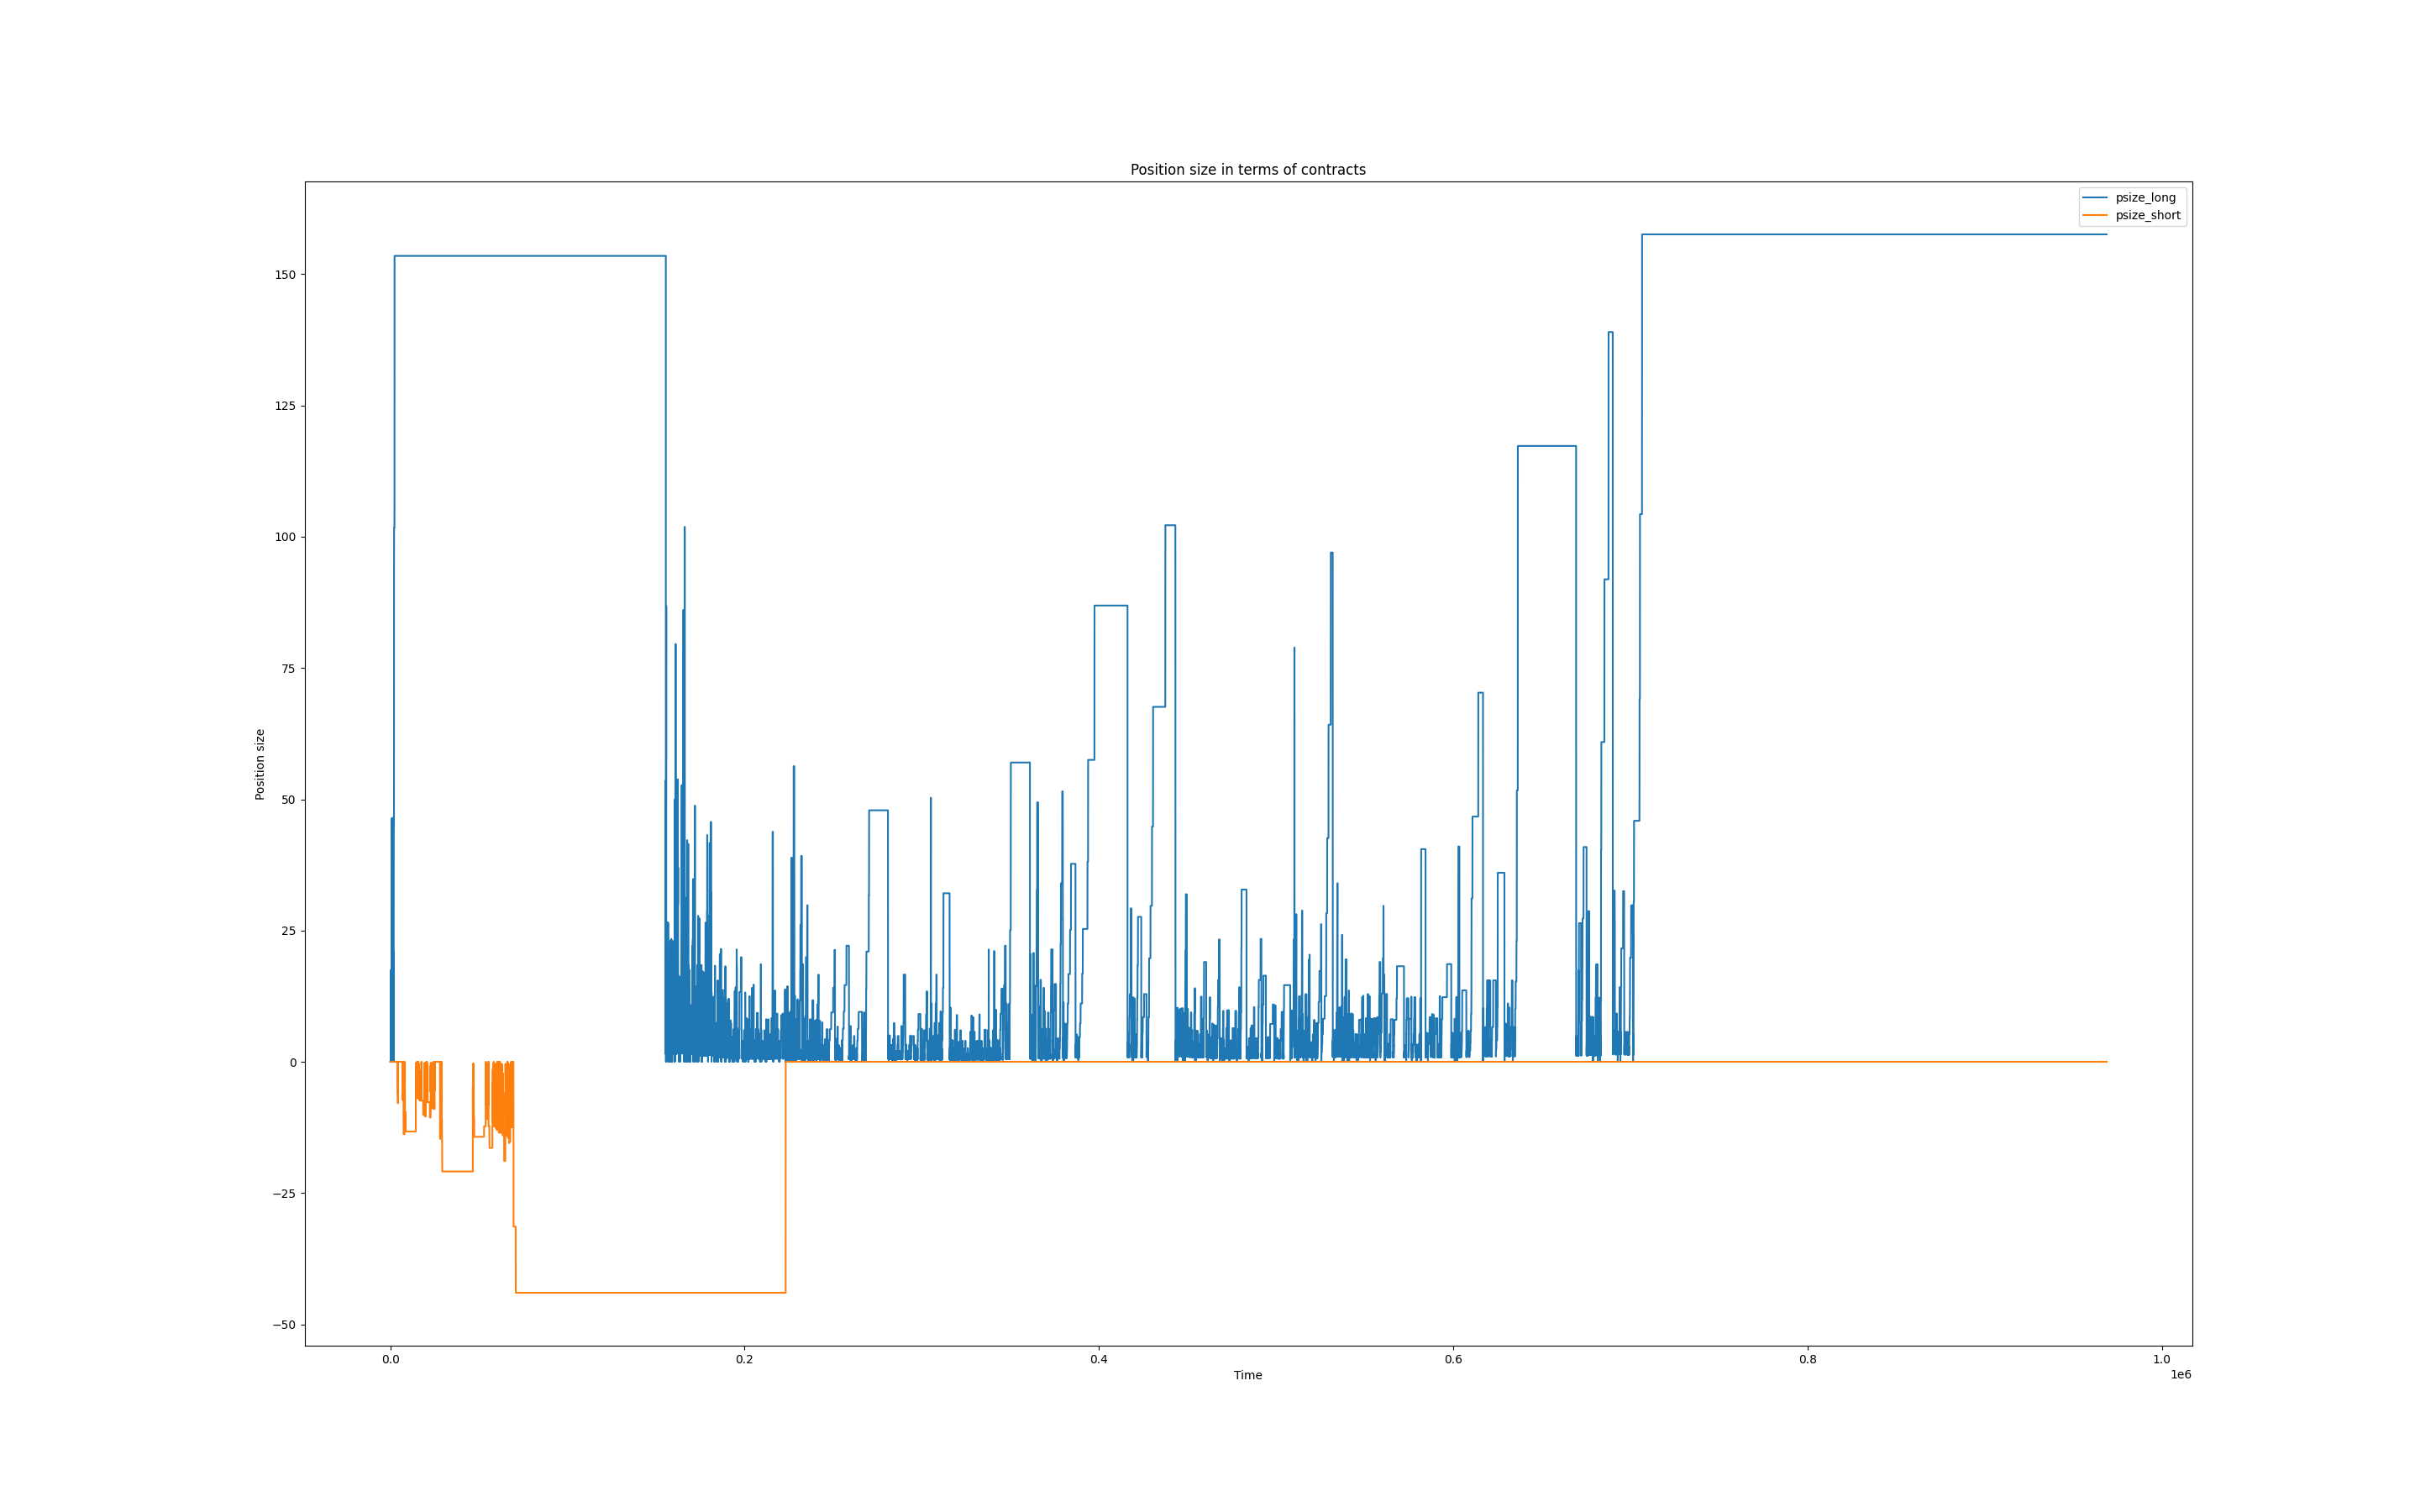 Position size in terms of contracts
psize_long
psize_short
150
125
100
75
50
25
0
−25
−50
Position size
0.0 0.2 0.4 0.6 0.8 1.0
Time
1e6